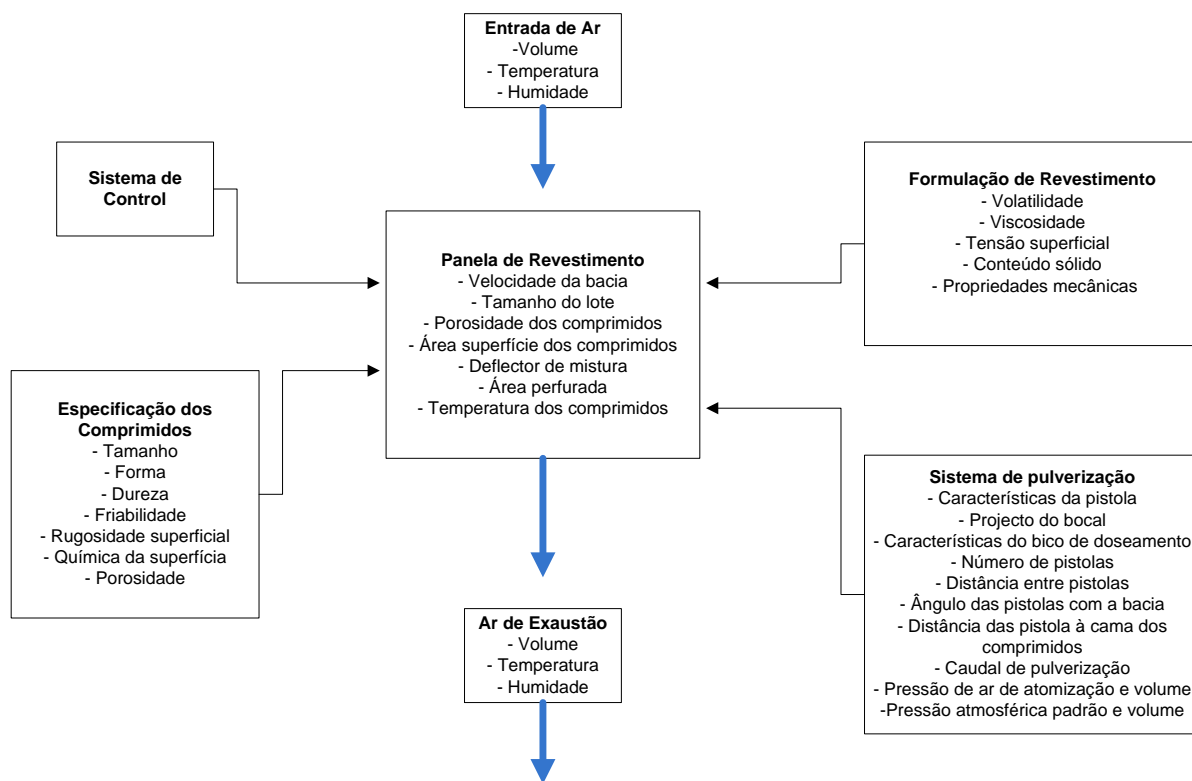 Entrada de Ar
-Volume
- Temperatura
- Humidade
Sistema de
Control
Formulação de Revestimento
- Volatilidade
- Viscosidade
- Tensão superficial
- Conteúdo sólido
- Propriedades mecânicas
Panela de Revestimento
- Velocidade da bacia
- Tamanho do lote
- Porosidade dos comprimidos
- Área superfície dos comprimidos
- Deflector de mistura
- Área perfurada
- Temperatura dos comprimidos
Especificação dos
Comprimidos
- Tamanho
- Forma
- Dureza
- Friabilidade
- Rugosidade superficial
- Química da superfícia
- Porosidade
Sistema de pulverização
- Características da pistola
- Projecto do bocal
- Características do bico de doseamento
- Número de pistolas
- Distância entre pistolas
- Ângulo das pistolas com a bacia
- Distância das pistola à cama dos
comprimidos
- Caudal de pulverização
- Pressão de ar de atomização e volume
-Pressão atmosférica padrão e volume
Ar de Exaustão
- Volume
- Temperatura
- Humidade